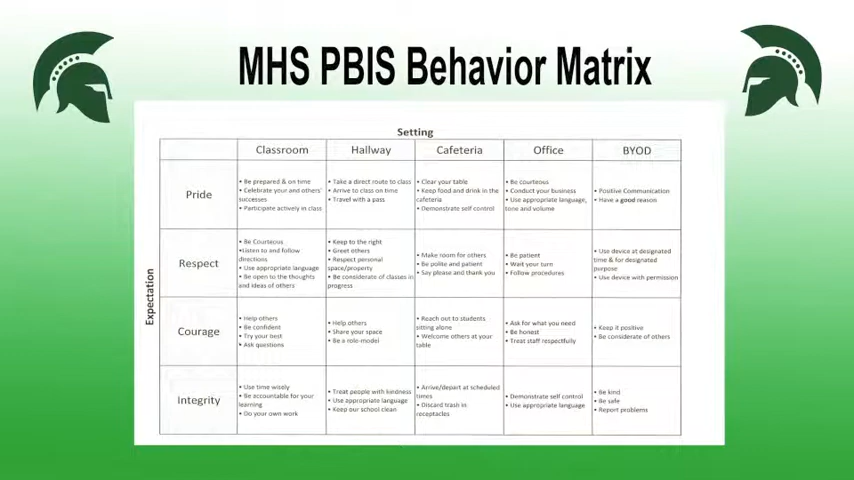 MHS PBIS Behavior Matrix
Setting
Classroom
Hallway
Cafeteria
Office
BYOD
Expectation
Pride
• Be prepared & on time
• Celebrate your and others'
successes
• Participate actively in class
• Take a direct route to class
• Arrive to class on time
• Travel with a pass
• Clear your table
• Keep food and drink in the
cafeteria
• Demonstrate self control
• Be courteous
• Conduct your business
• Use appropriate language,
tone and volume
• Positive Communication
• Have a good reason
Respect
• Be Courteous
•Listen to and follow
directions
• Use appropriate language
• Be open to the thoughts
and ideas of others
• Keep to the right
• Greet others
• Respect personal
space/property
• Be considerate of classes in
progress
• Make room for others
• Be polite and patient
• Say please and thank you
• Be patient
• Wait your turn
• Follow procedures
• Use device at designated
time & for designated
purpose
• Use device with permission
Courage
• Help others
• Be confident
• Try your best
• Ask questions
• Help others
• Share your space
• Be a role-model
• Reach out to students
sitting alone
• Welcome others at your
table
• Ask for what you need
• Be honest
• Treat staff respectfully
• Keep it positive
• Be considerate of others
Integrity
• Use time wisely
• Be accountable for your
learning
• Do your own work
• Treat people with kindness
• Use appropriate language
• Keep our school clean
• Arrive/depart at scheduled
times
• Discard trash in
receptacles
• Demonstrate self control
• Use appropriate language
• Be kind
• Be safe
• Report problems